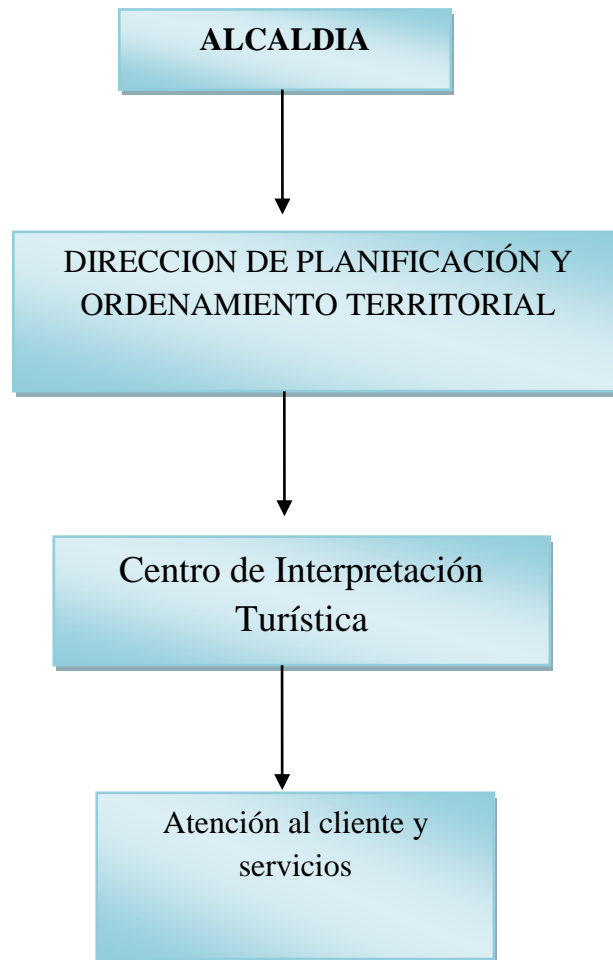 ALCALDIA
DIRECCION DE PLANIFICACIÓN Y
ORDENAMIENTO TERRITORIAL
Centro de Interpretación
Turística
Atención al cliente y
servicios